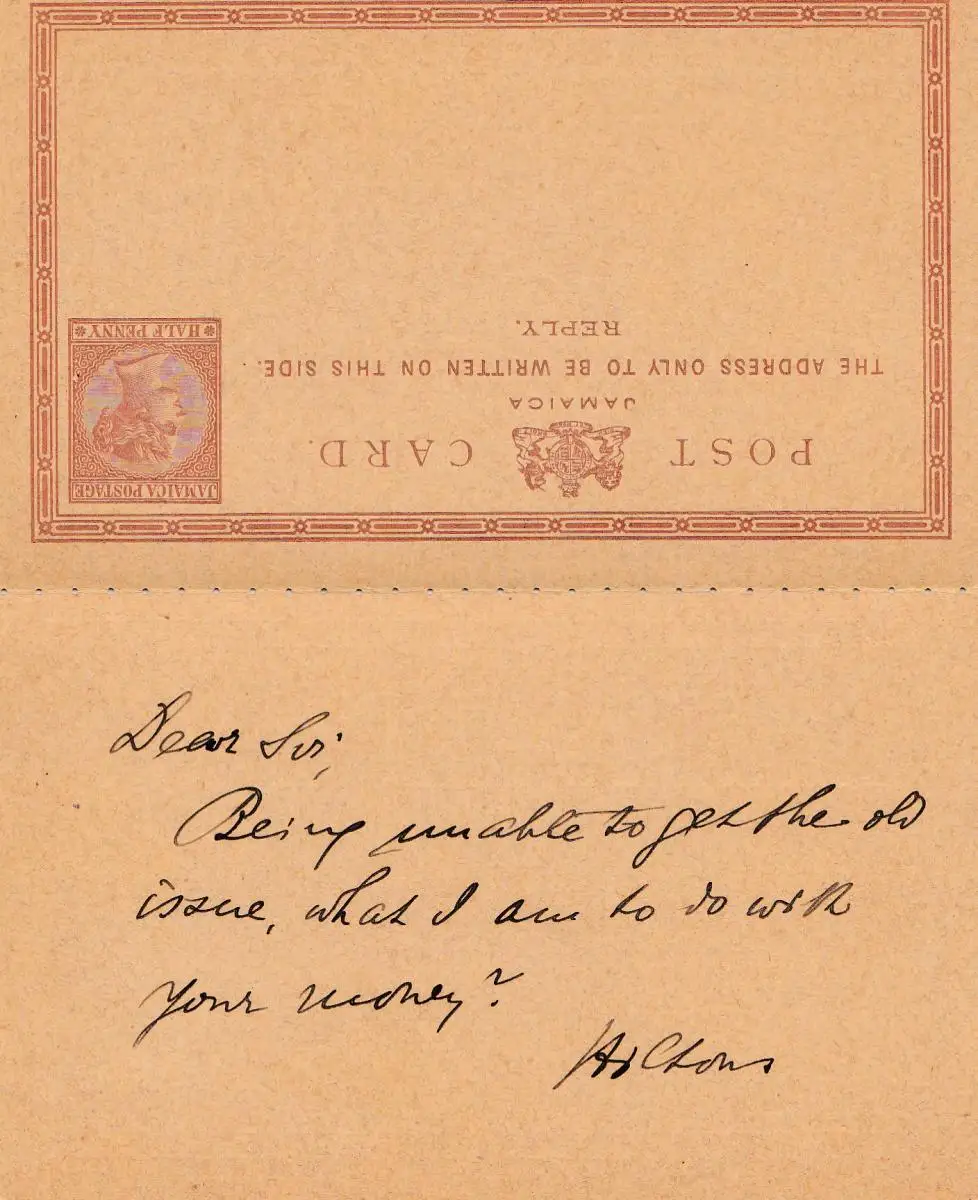 POST CARD.
JAMAICA
THE ADDRESS ONLY TO BE WRITTEN ON THIS SIDE.
REPLY.
JAMAICA POSTAGE
HALF PENNY
Dear Sir,
Being unable to get the old
issue, what I am to do with
your money?